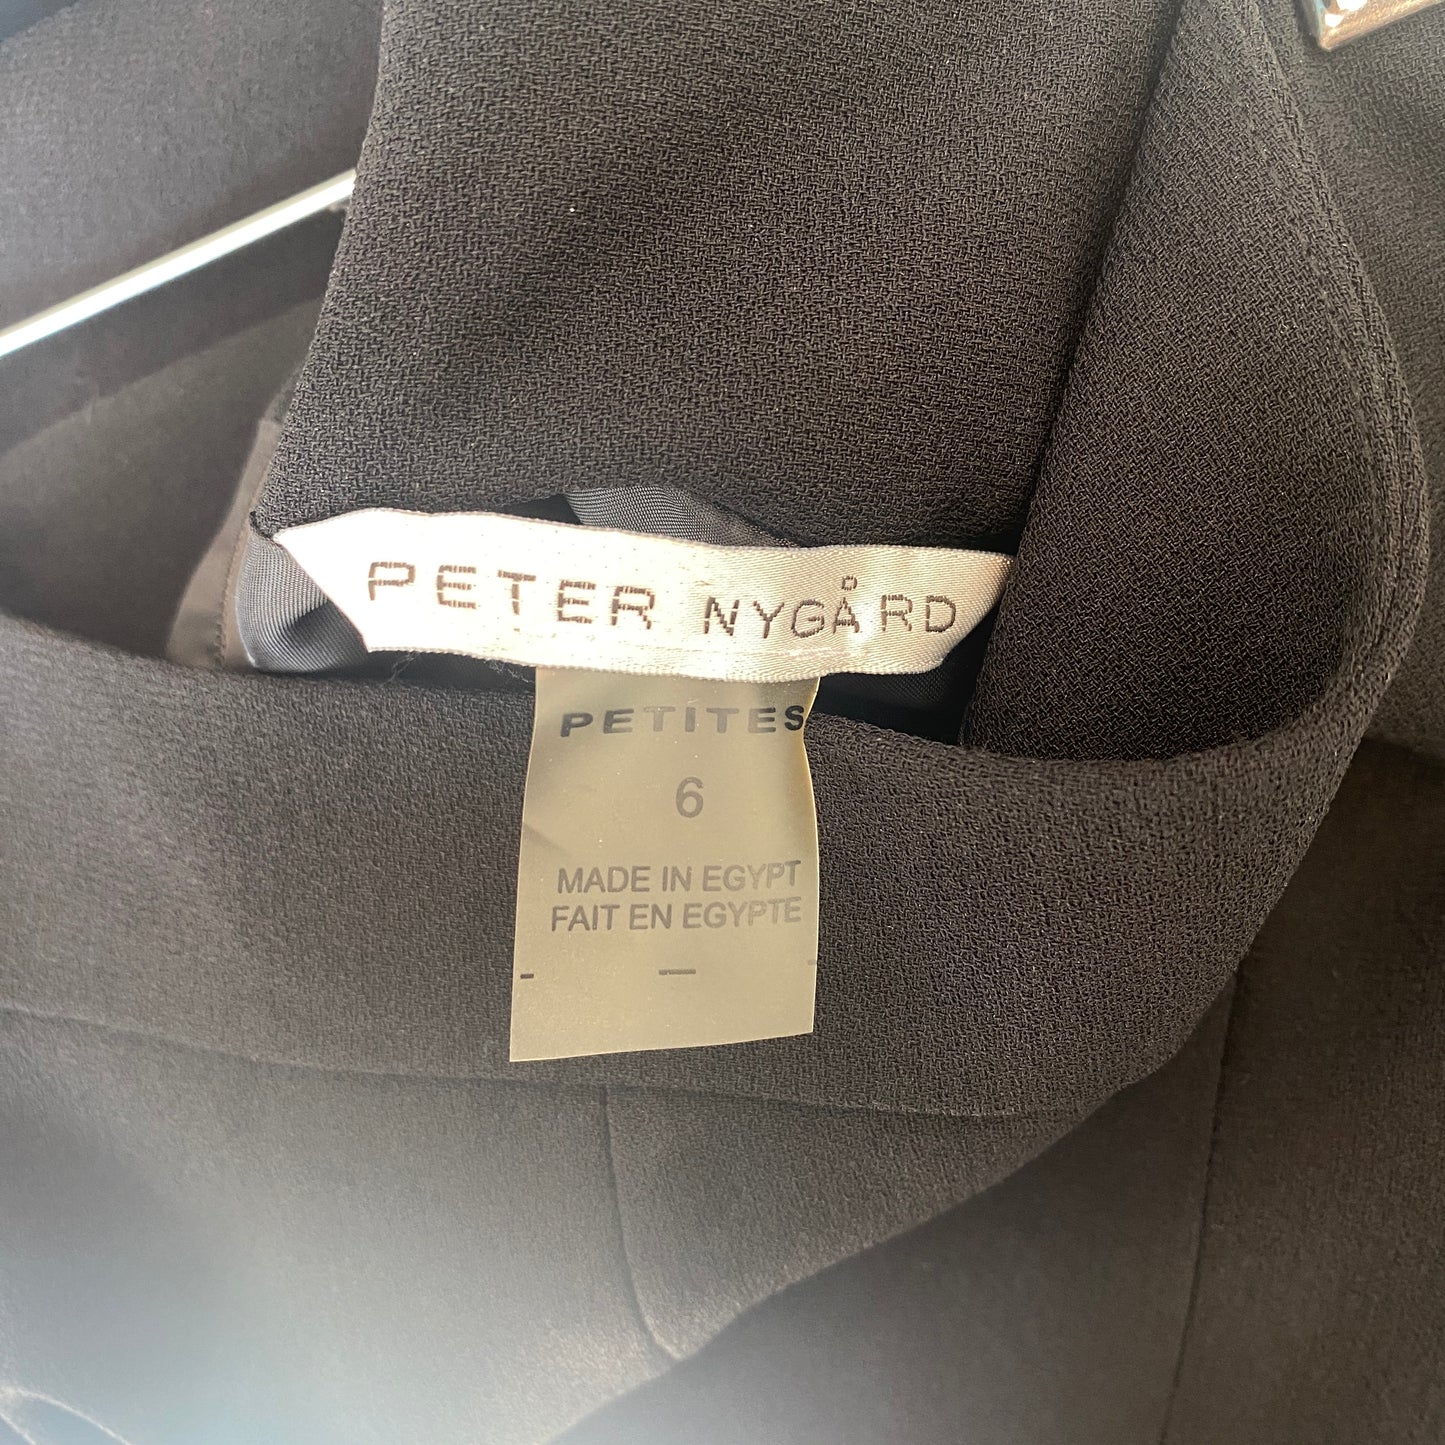 PETER NYGÅRD
PETITES
6
MADE IN EGYPT
FAIT EN EGYPTE